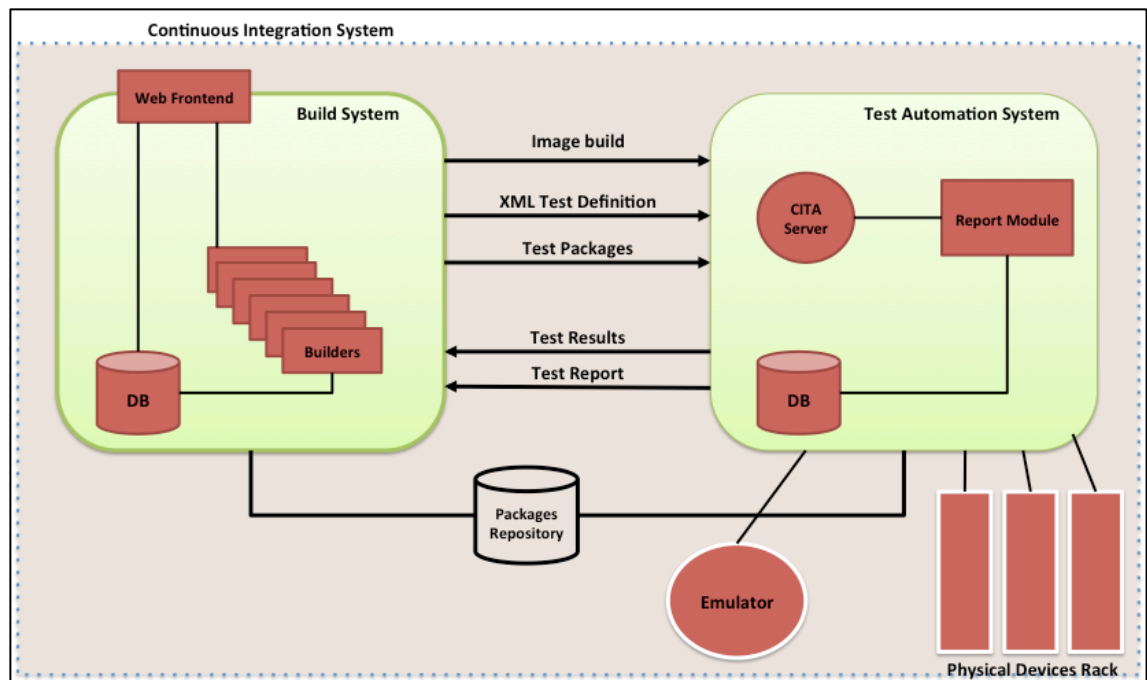 Continuous Integration System
Web Frontend
Build System
Builders
DB
Image build
XML Test Definition
Test Packages
Test Results
Test Report
Test Automation System
CITA
Server
Report Module
DB
Packages
Repository
Emulator
Physical Devices Rack